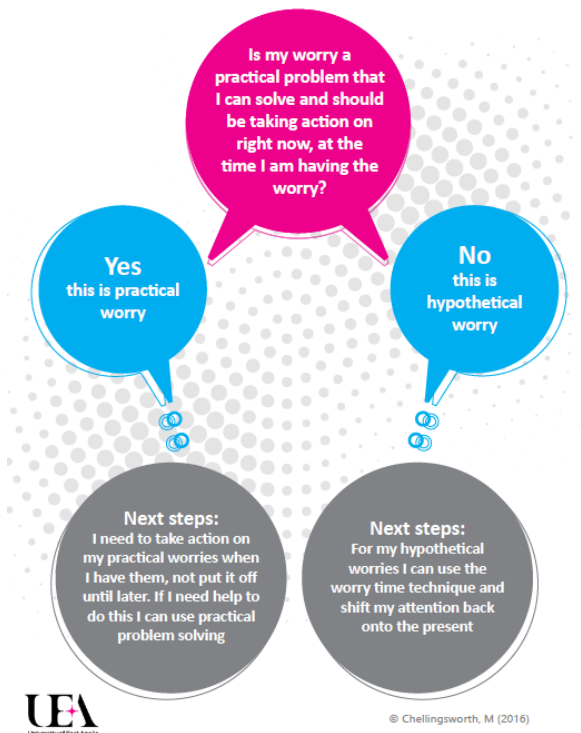 Is my worry a
practical problem that
I can solve and should
be taking action on
right now, at the
time I am having the
worry?
Yes
this is practical
worry
No
this is
hypothetical
worry
Next steps:
I need to take action on
my practical worries when
I have them, not put it off
until later. If I need help to
do this I can use practical
problem solving
Next steps:
For my hypothetical
worries I can use the
worry time technique and
shift my attention back
onto the present
UEA
University of East Anglia
© Chellingsworth, M (2016)